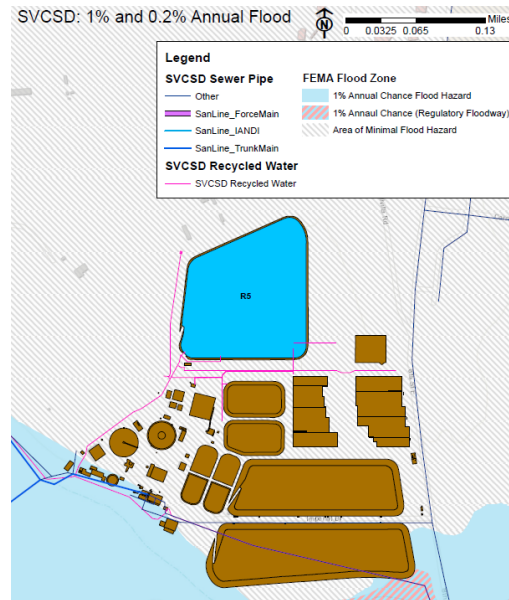 SVCSD: 1% and 0.2% Annual Flood
N
Miles
0 0.0325 0.065 0.13
Legend
SVCSD Sewer Pipe
Other
SanLine_ForceMain
SanLine_IANDI
SanLine_TrunkMain
SVCSD Recycled Water
SVCSD Recycled Water
FEMA Flood Zone
1% Annual Chance Flood Hazard
1% Annaul Chance (Regulatory Floodway)
Area of Minimal Flood Hazard
R5